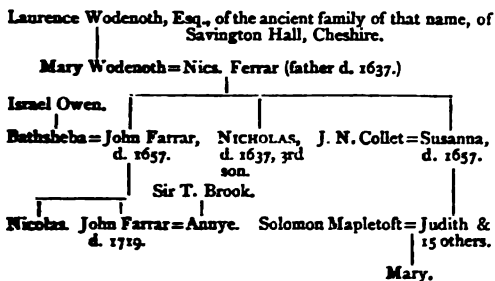 Laurence Wodenoth, Esq., of the ancient family of that name, of
Savington Hall, Cheshire.
Mary Wodenoth=Nics. Ferrar (father d. 1637.)
Israel Owen.
Bathsheba=John Farrar, NICHOLAS, J. N. Collet=Susanna,
d. 1657. d. 1637, 3rd d. 1657.
son.
Sir T. Brook.
Nicolas. John Farrar=Annye. Solomon Mapletoft=Judith &
d. 1719. 15 others.
Mary.